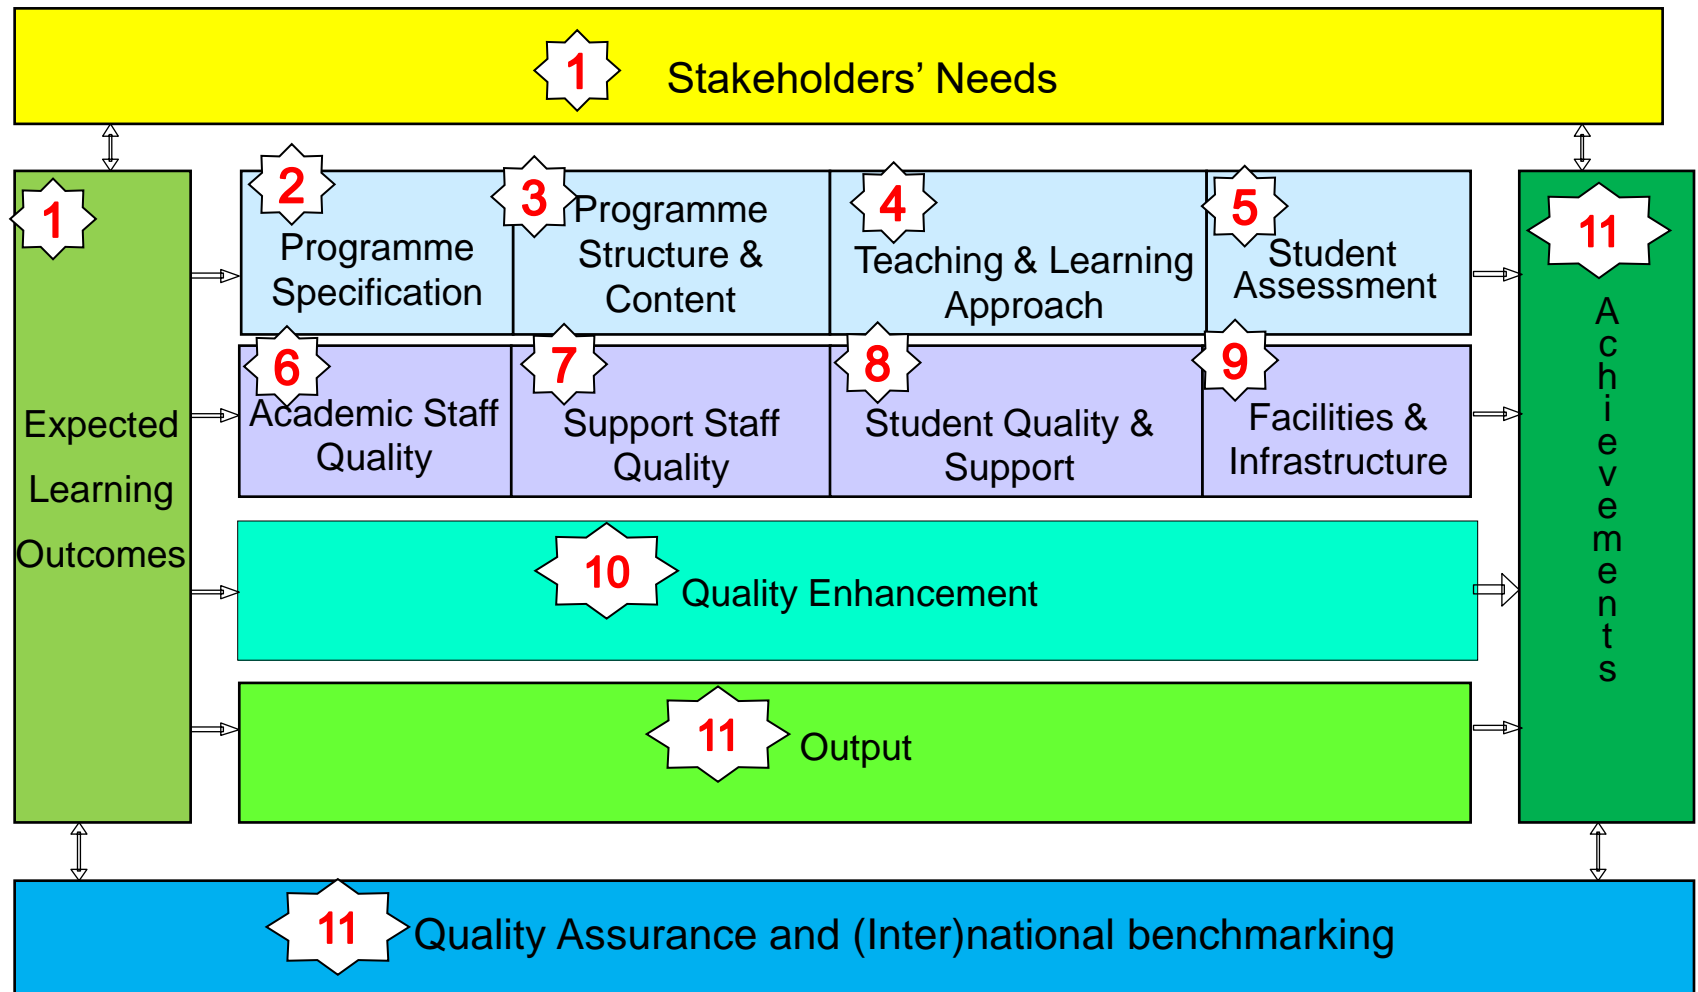 1 Stakeholders’ Needs
1
Expected
Learning
Outcomes
2
Programme
Specification
3
Programme
Structure &
Content
4
Teaching & Learning
Approach
5
Student
Assessment
6
Academic Staff
Quality
7
Support Staff
Quality
8
Student Quality &
Support
9
Facilities &
Infrastructure
10 Quality Enhancement
11 Output
11
Achievements
11 Quality Assurance and (Inter)national benchmarking